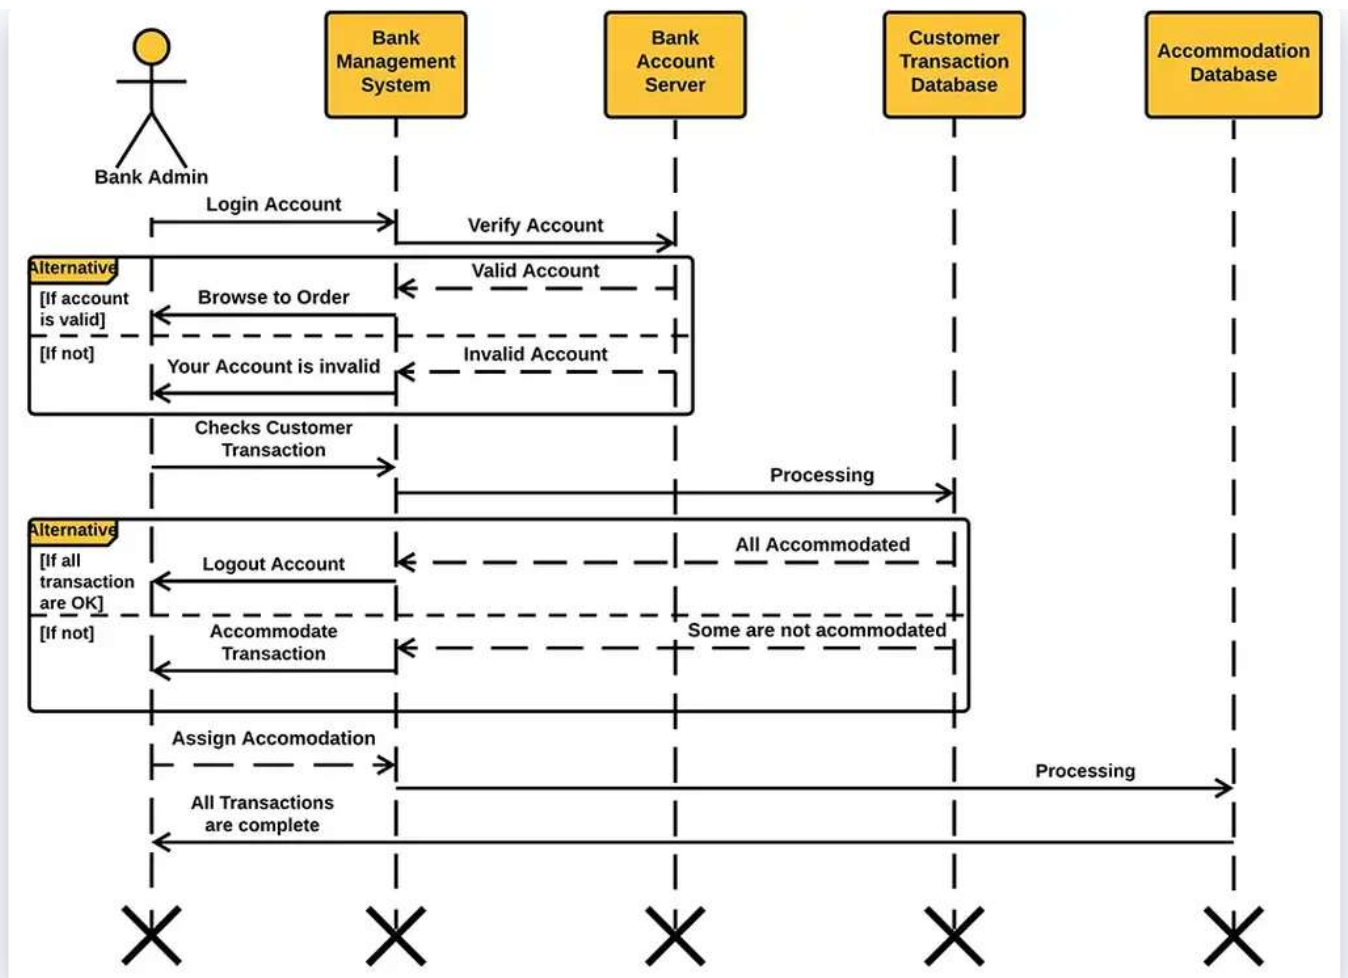 Bank
Management
System
Bank
Account
Server
Customer
Transaction
Database
Accommodation
Database
Bank Admin
Login Account
Verify Account
Alternative
Valid Account
[If account
is valid]
Browse to Order
[If not]
Invalid Account
Your Account is invalid
Checks Customer
Transaction
Processing
Alternative
All Accommodated
[If all
transaction
are OK]
Logout Account
[If not]
Accommodate
Transaction
Some are not acommodated
Assign Accomodation
Processing
All Transactions
are complete